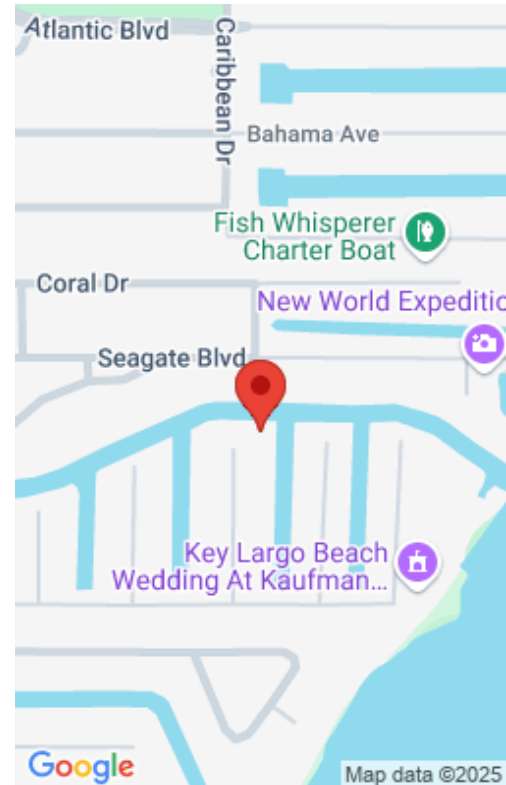 Atlantic Blvd
Caribbean Dr
Bahama Ave
Fish Whisperer
Charter Boat
Coral Dr
New World Expeditio
Seagate Blvd
Key Largo Beach
Wedding At Kaufman...
Google
Map data ©2025